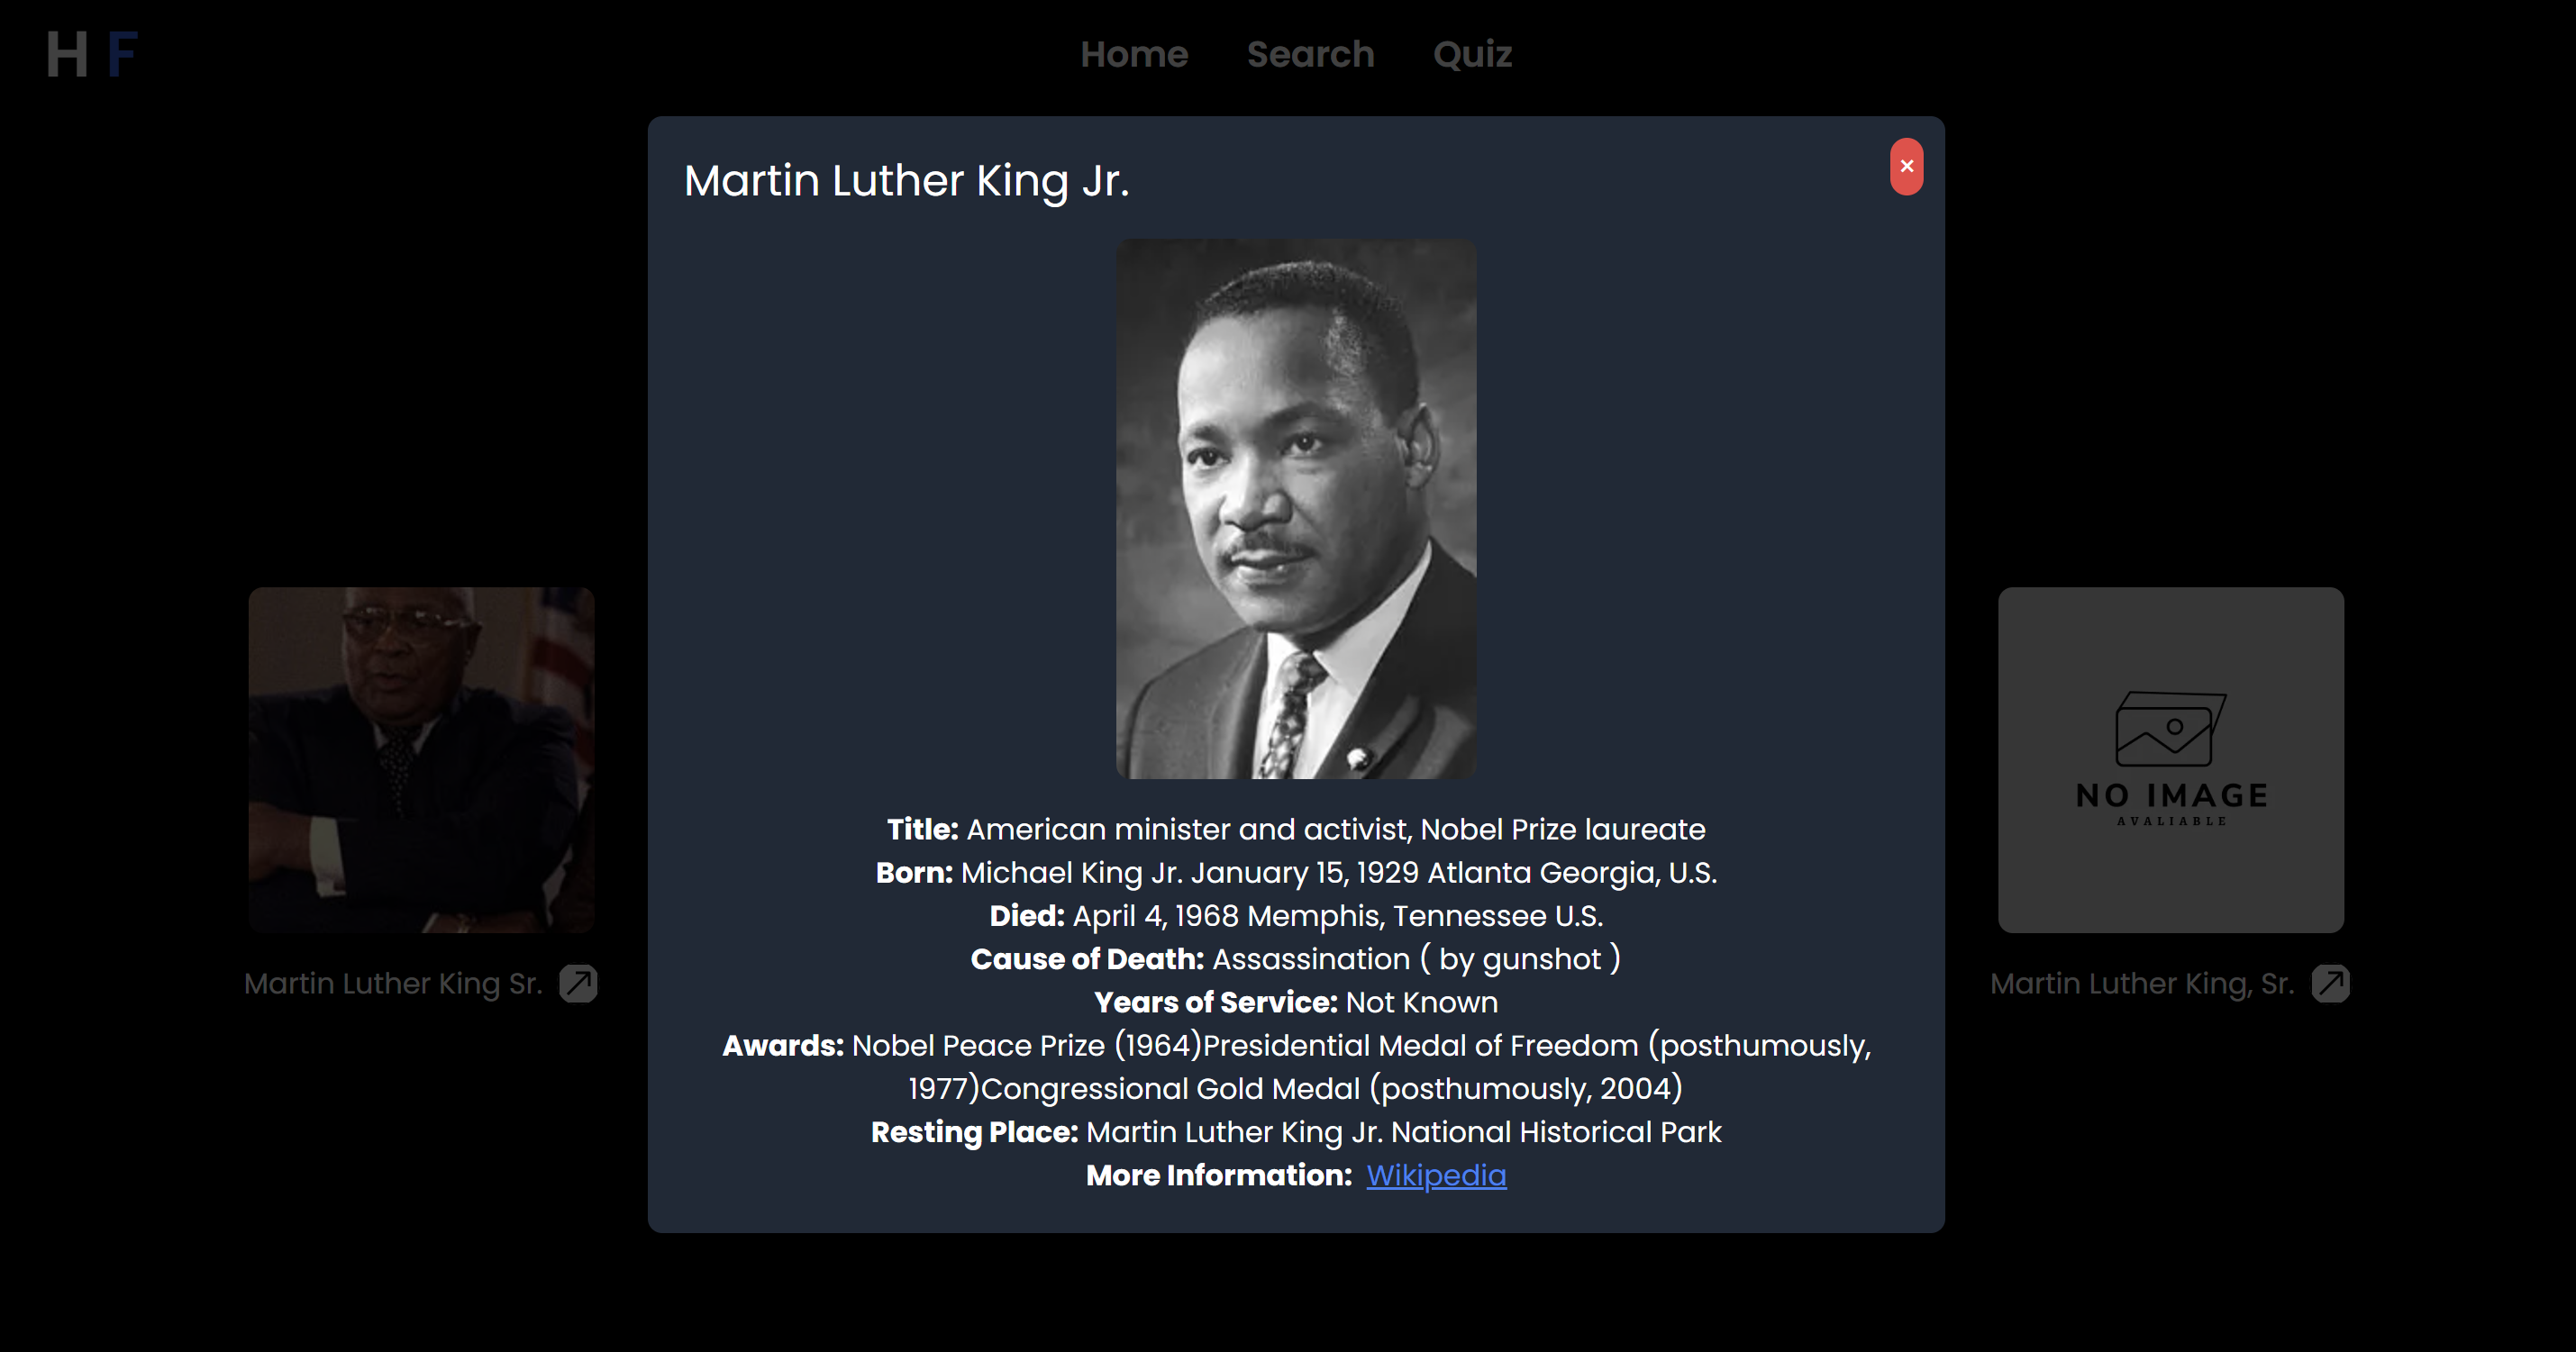 H F
Home Search Quiz
Martin Luther King Jr.
×
Title: American minister and activist, Nobel Prize laureate
Born: Michael King Jr. January 15, 1929 Atlanta Georgia, U.S.
Died: April 4, 1968 Memphis, Tennessee U.S.
Cause of Death: Assassination ( by gunshot )
Years of Service: Not Known
Awards: Nobel Peace Prize (1964)Presidential Medal of Freedom (posthumously,
1977)Congressional Gold Medal (posthumously, 2004)
Resting Place: Martin Luther King Jr. National Historical Park
More Information: Wikipedia
Martin Luther King Sr.
NO IMAGE
AVALIABLE
Martin Luther King, Sr.